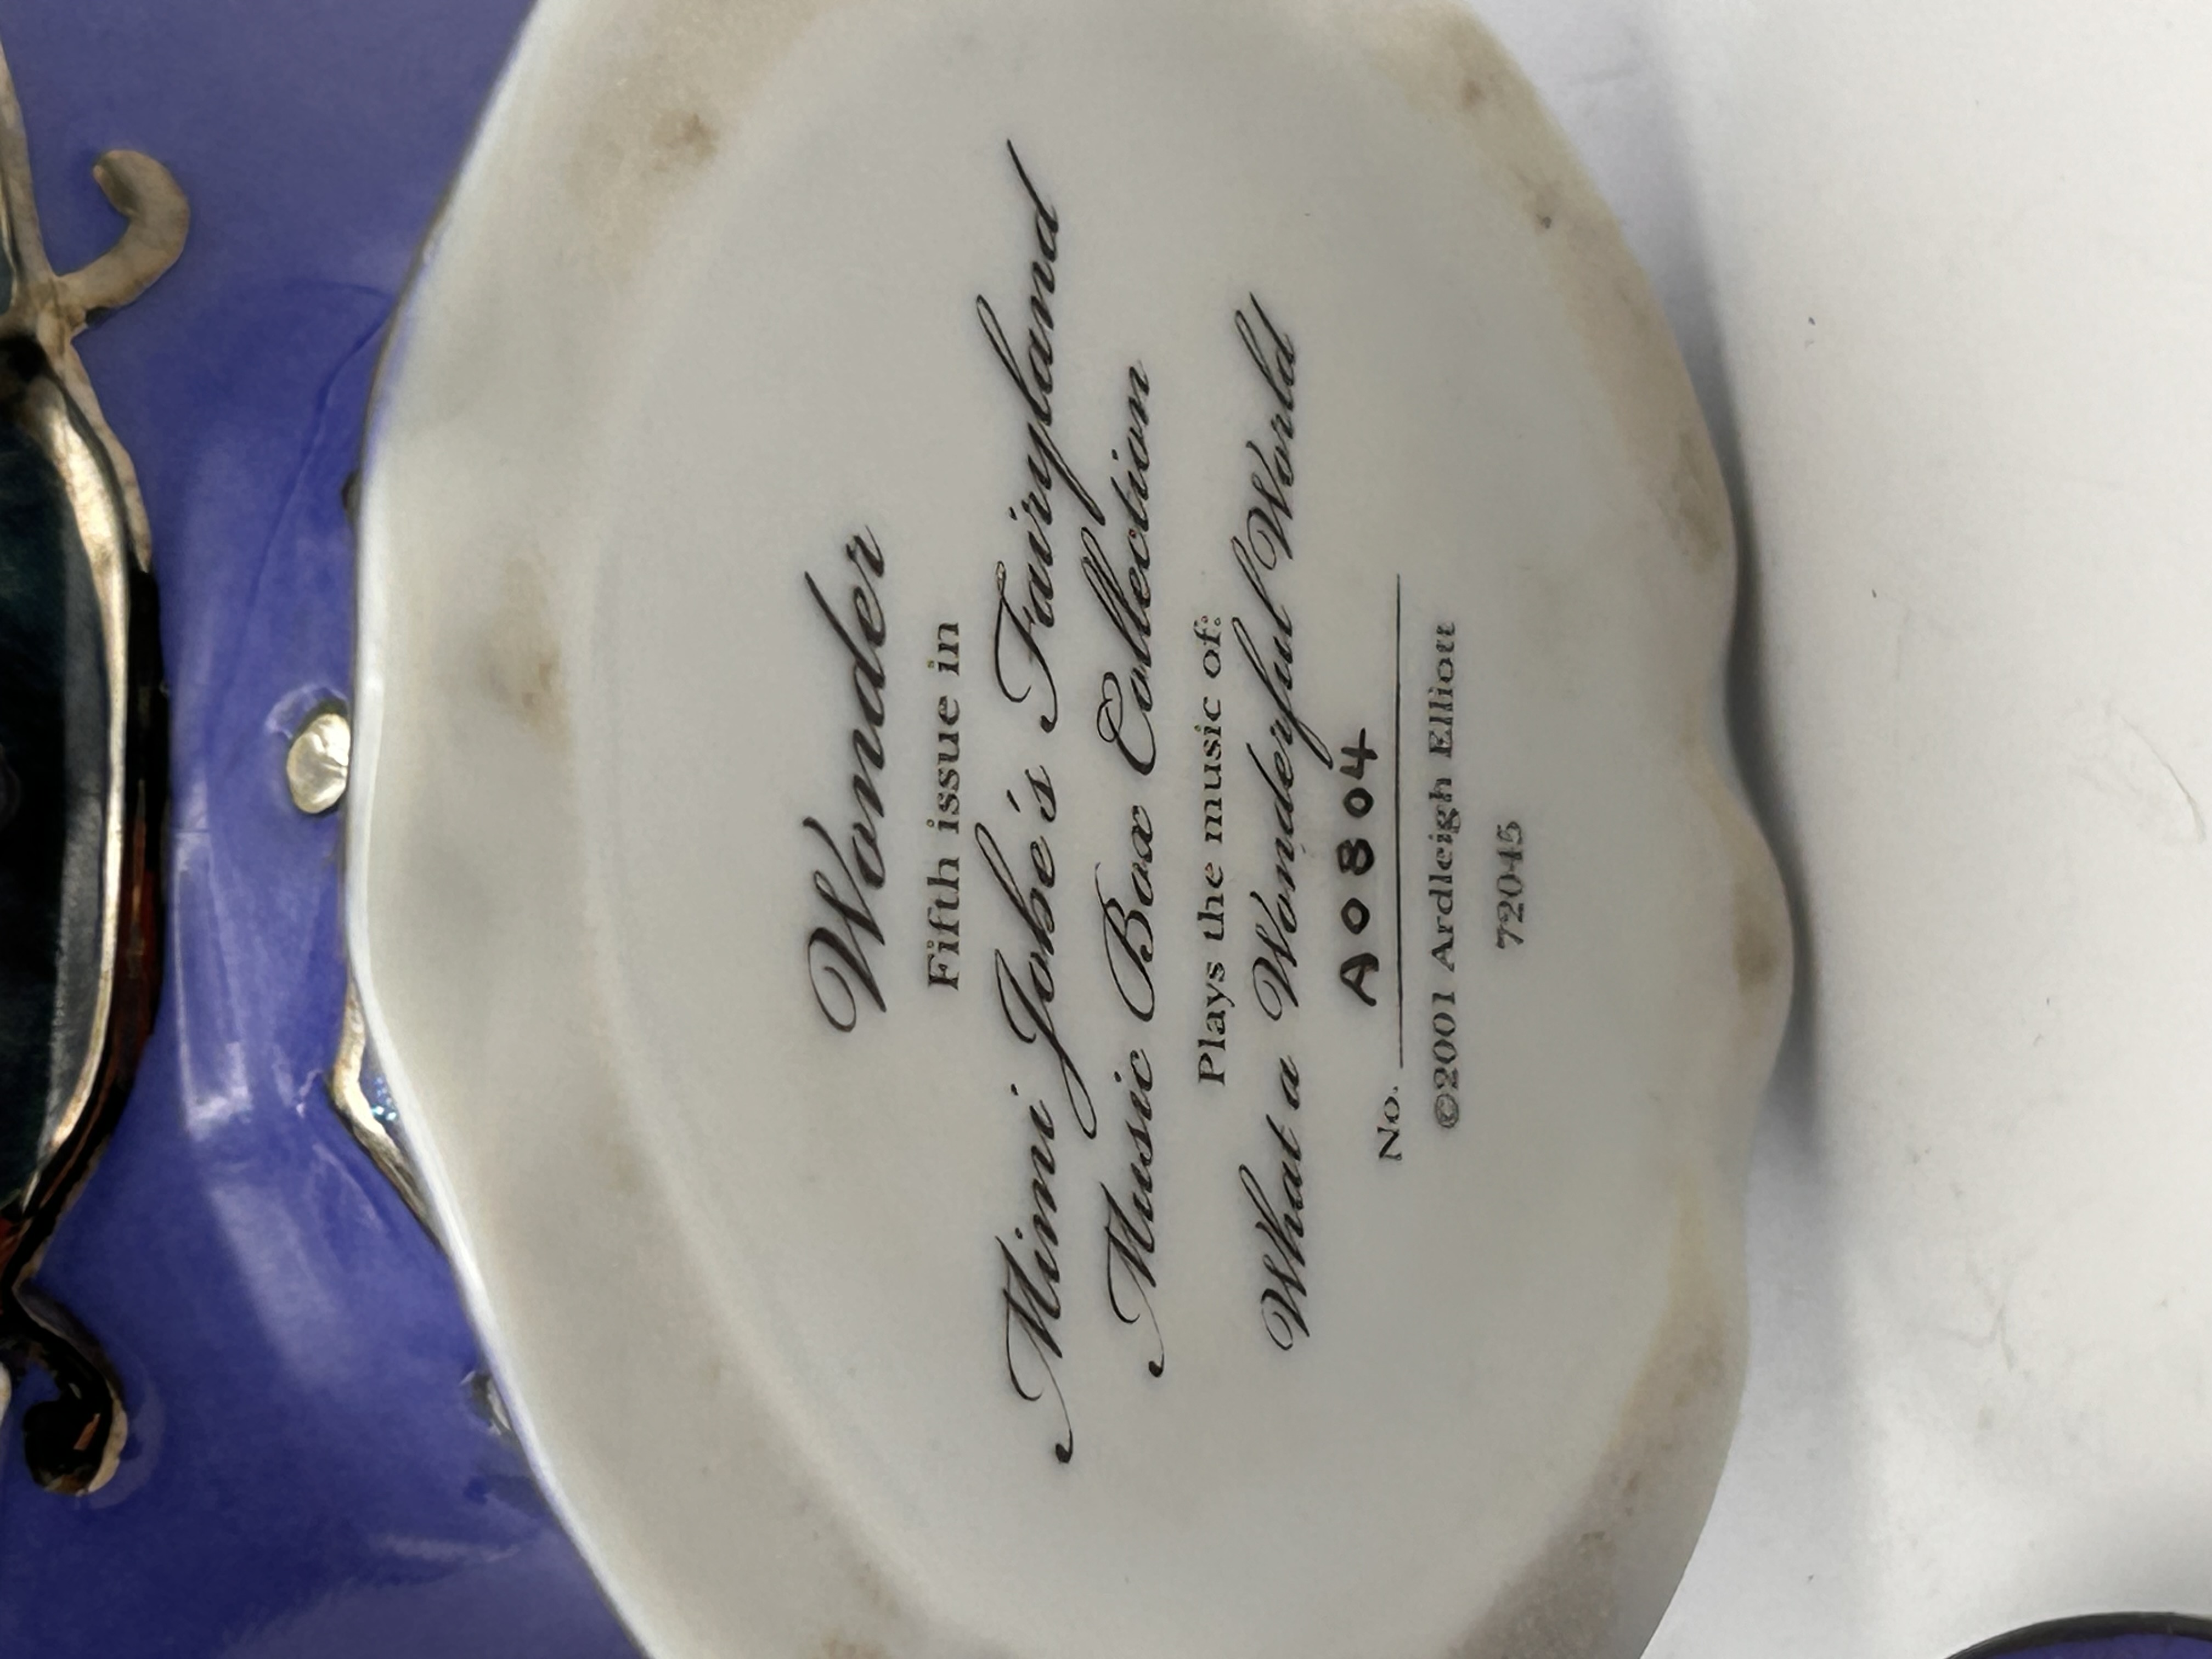 Wonder
Fifth issue in
Mimi Jobe's Fairyland
Music Box Collection
Plays the music of:
What a Wonderful World
No. A0804
©2001 Ardleigh Elliott
72045